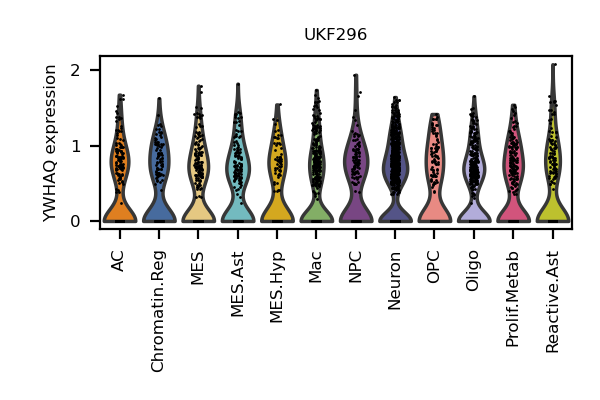 UKF296
YWHAQ expression
2
1
0
AC
Chromatin.Reg
MES
MES.Ast
MES.Hyp
Mac
NPC
Neuron
OPC
Oligo
Prolif.Metab
Reactive.Ast